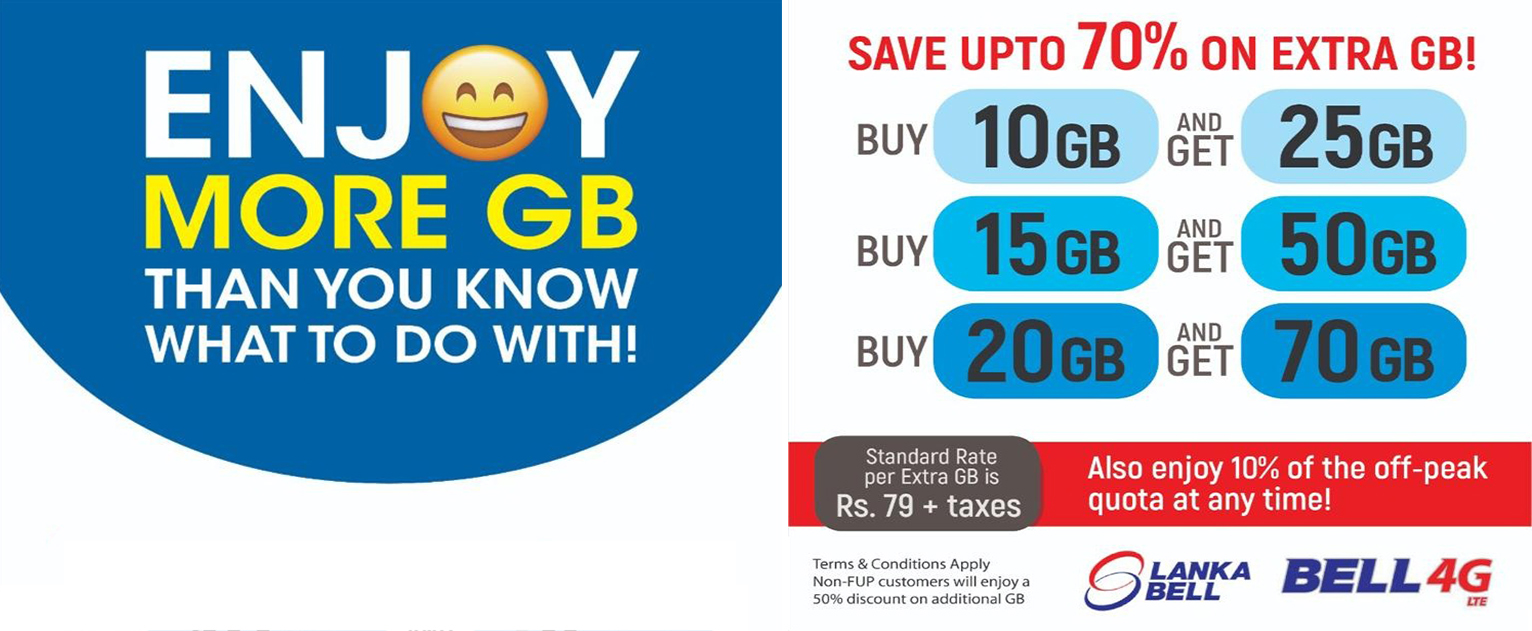 ENJOY
MORE GB
THAN YOU KNOW
WHAT TO DO WITH!
SAVE UPTO 70% ON EXTRA GB!
BUY 10GB AND GET 25GB
BUY 15GB AND GET 50GB
BUY 20GB AND GET 70GB
Standard Rate
per Extra GB is
Rs. 79 + taxes
Also enjoy 10% of the off-peak
quota at any time!
Terms & Conditions Apply
Non-FUP customers will enjoy a
50% discount on additional GB
LANKA
BELL
BELL 4G
LTE